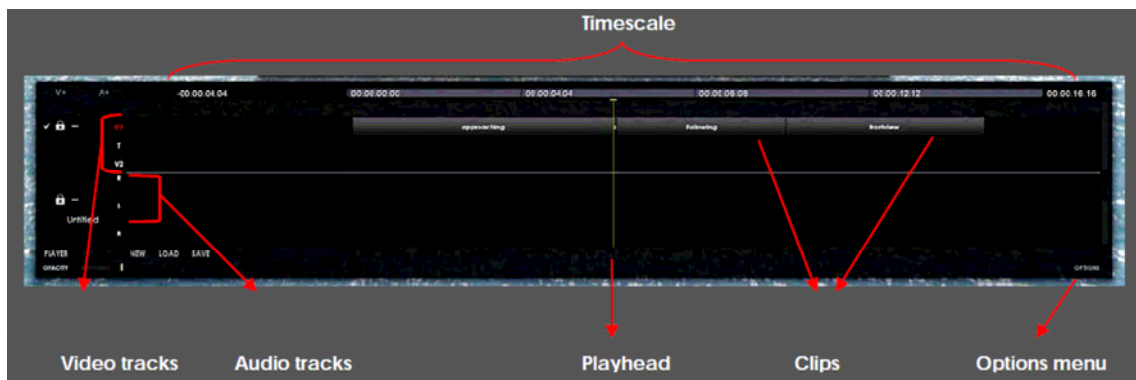 Timescale
V+ A+ -00:00:04:04 00:00:00:00 00:00:04:04 00:00:08:08 00:00:12:12 00:00:16:16
approaching following frontview
T
V2
R
L
Untitled
R
PLAYER NEW LOAD SAVE
OPACITY OPTIONS
Video tracks Audio tracks Playhead Clips Options menu